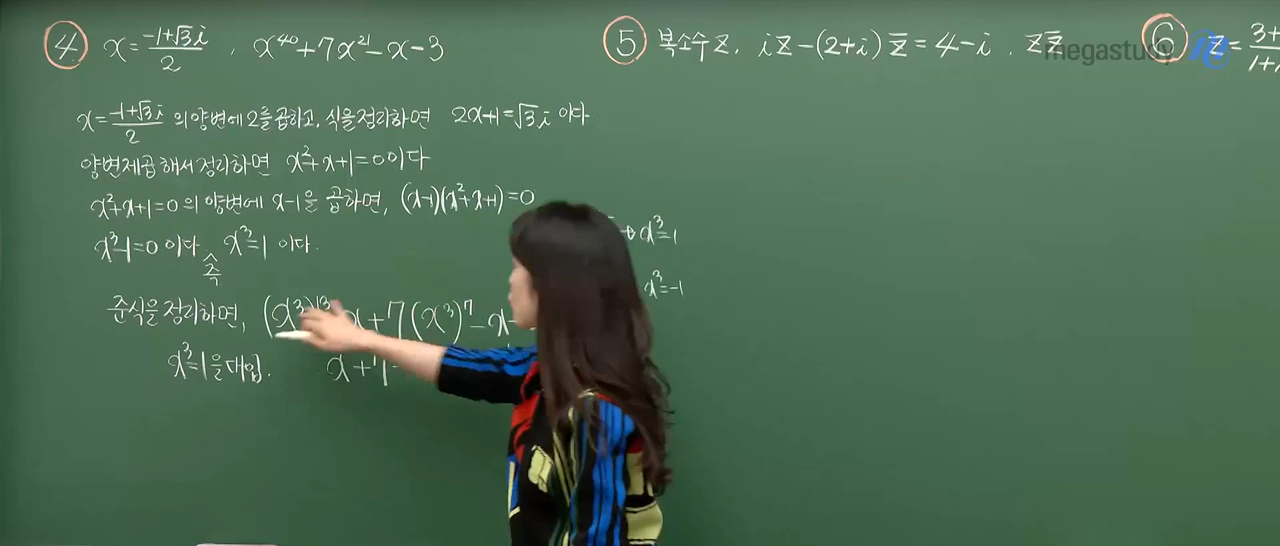 ④ x = (-1+√3i)/2 , x⁴⁰+7x²¹-x-3
x = (-1+√3i)/2 의 양변에 2를 곱하고, 식을 정리하면 2x+1=√3i 이다
양변제곱해서 정리하면 x²+x+1=0이다
x²+x+1=0의 양변에 x-1을 곱하면, (x-1)(x²+x+1)=0
x³-1=0 이다 즉 x³=1 이다.
준식을 정리하면, (x³)¹³ x+7(x³)⁷-x
x³=1을대입. x+7-
x³=1
x³=-1
⑤ 복소수 z, iz-(2+i)z̅=4-i , zz̅
megastudy
⑥ z = 3+
1+